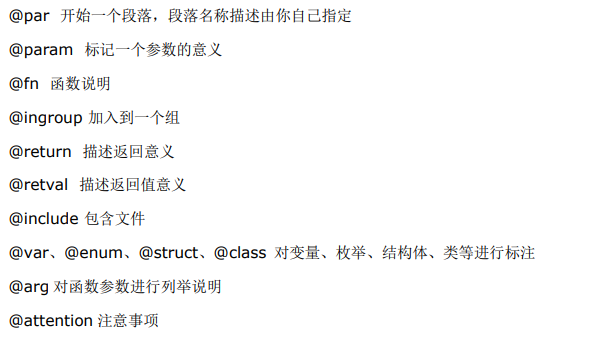 @par 开始一个段落，段落名称描述由你自己指定
@param 标记一个参数的意义
@fn 函数说明
@ingroup 加入到一个组
@return 描述返回意义
@retval 描述返回值意义
@include 包含文件
@var、@enum、@struct、@class 对变量、枚举、结构体、类等进行标注
@arg 对函数参数进行列举说明
@attention 注意事项